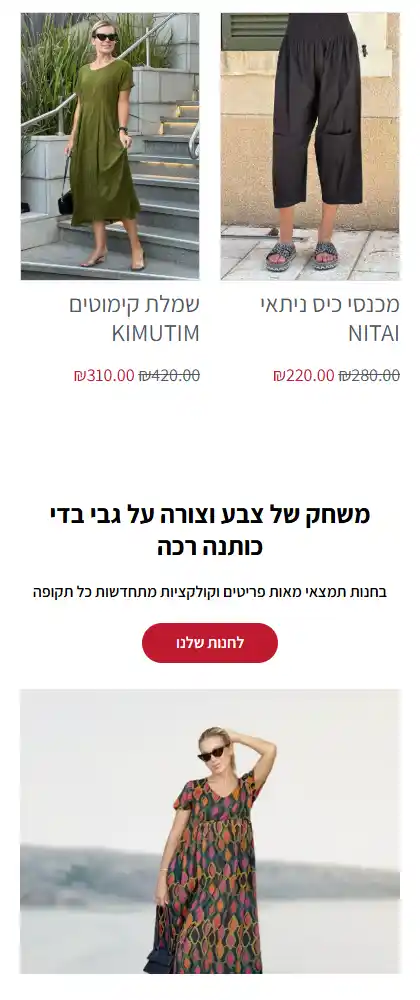 מכנסי כיס ניתאי
NITAI
₪280.00 ₪220.00
שמלת קימוטים
KIMUTIM
₪420.00 ₪310.00
משחק של צבע וצורה על גבי בדי
כותנה רכה
בחנות תמצאי מאות פריטים וקולקציות מתחדשות כל תקופה
לחנות שלנו